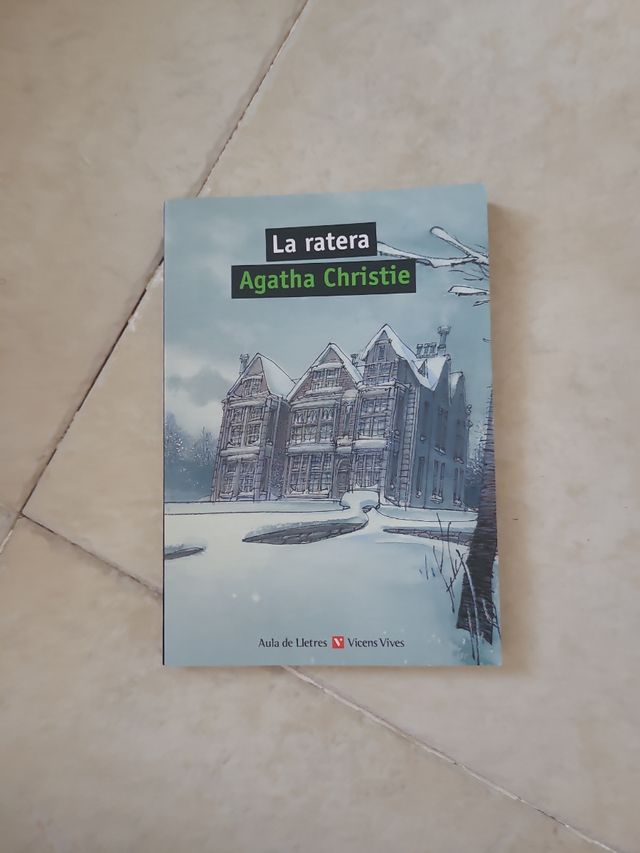 La ratera
Agatha Christie
Aula de Lletres V Vicens Vives